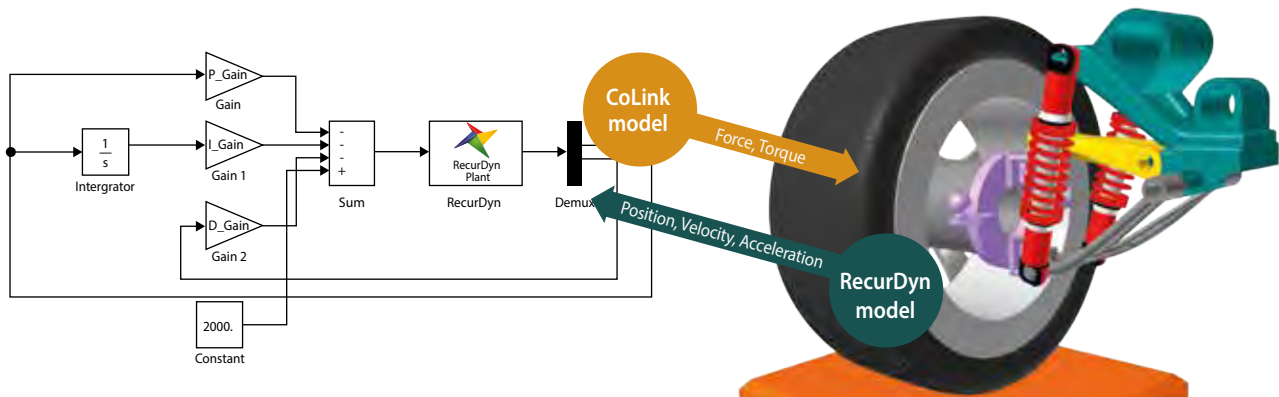 P_Gain
Gain
1
s
Intergrator
I_Gain
Gain 1
D_Gain
Gain 2
2000.
Constant
-
-
-
+
Sum
RecurDyn
Plant
RecurDyn
Demux
CoLink
model
Force, Torque
Position, Velocity, Acceleration
RecurDyn
model